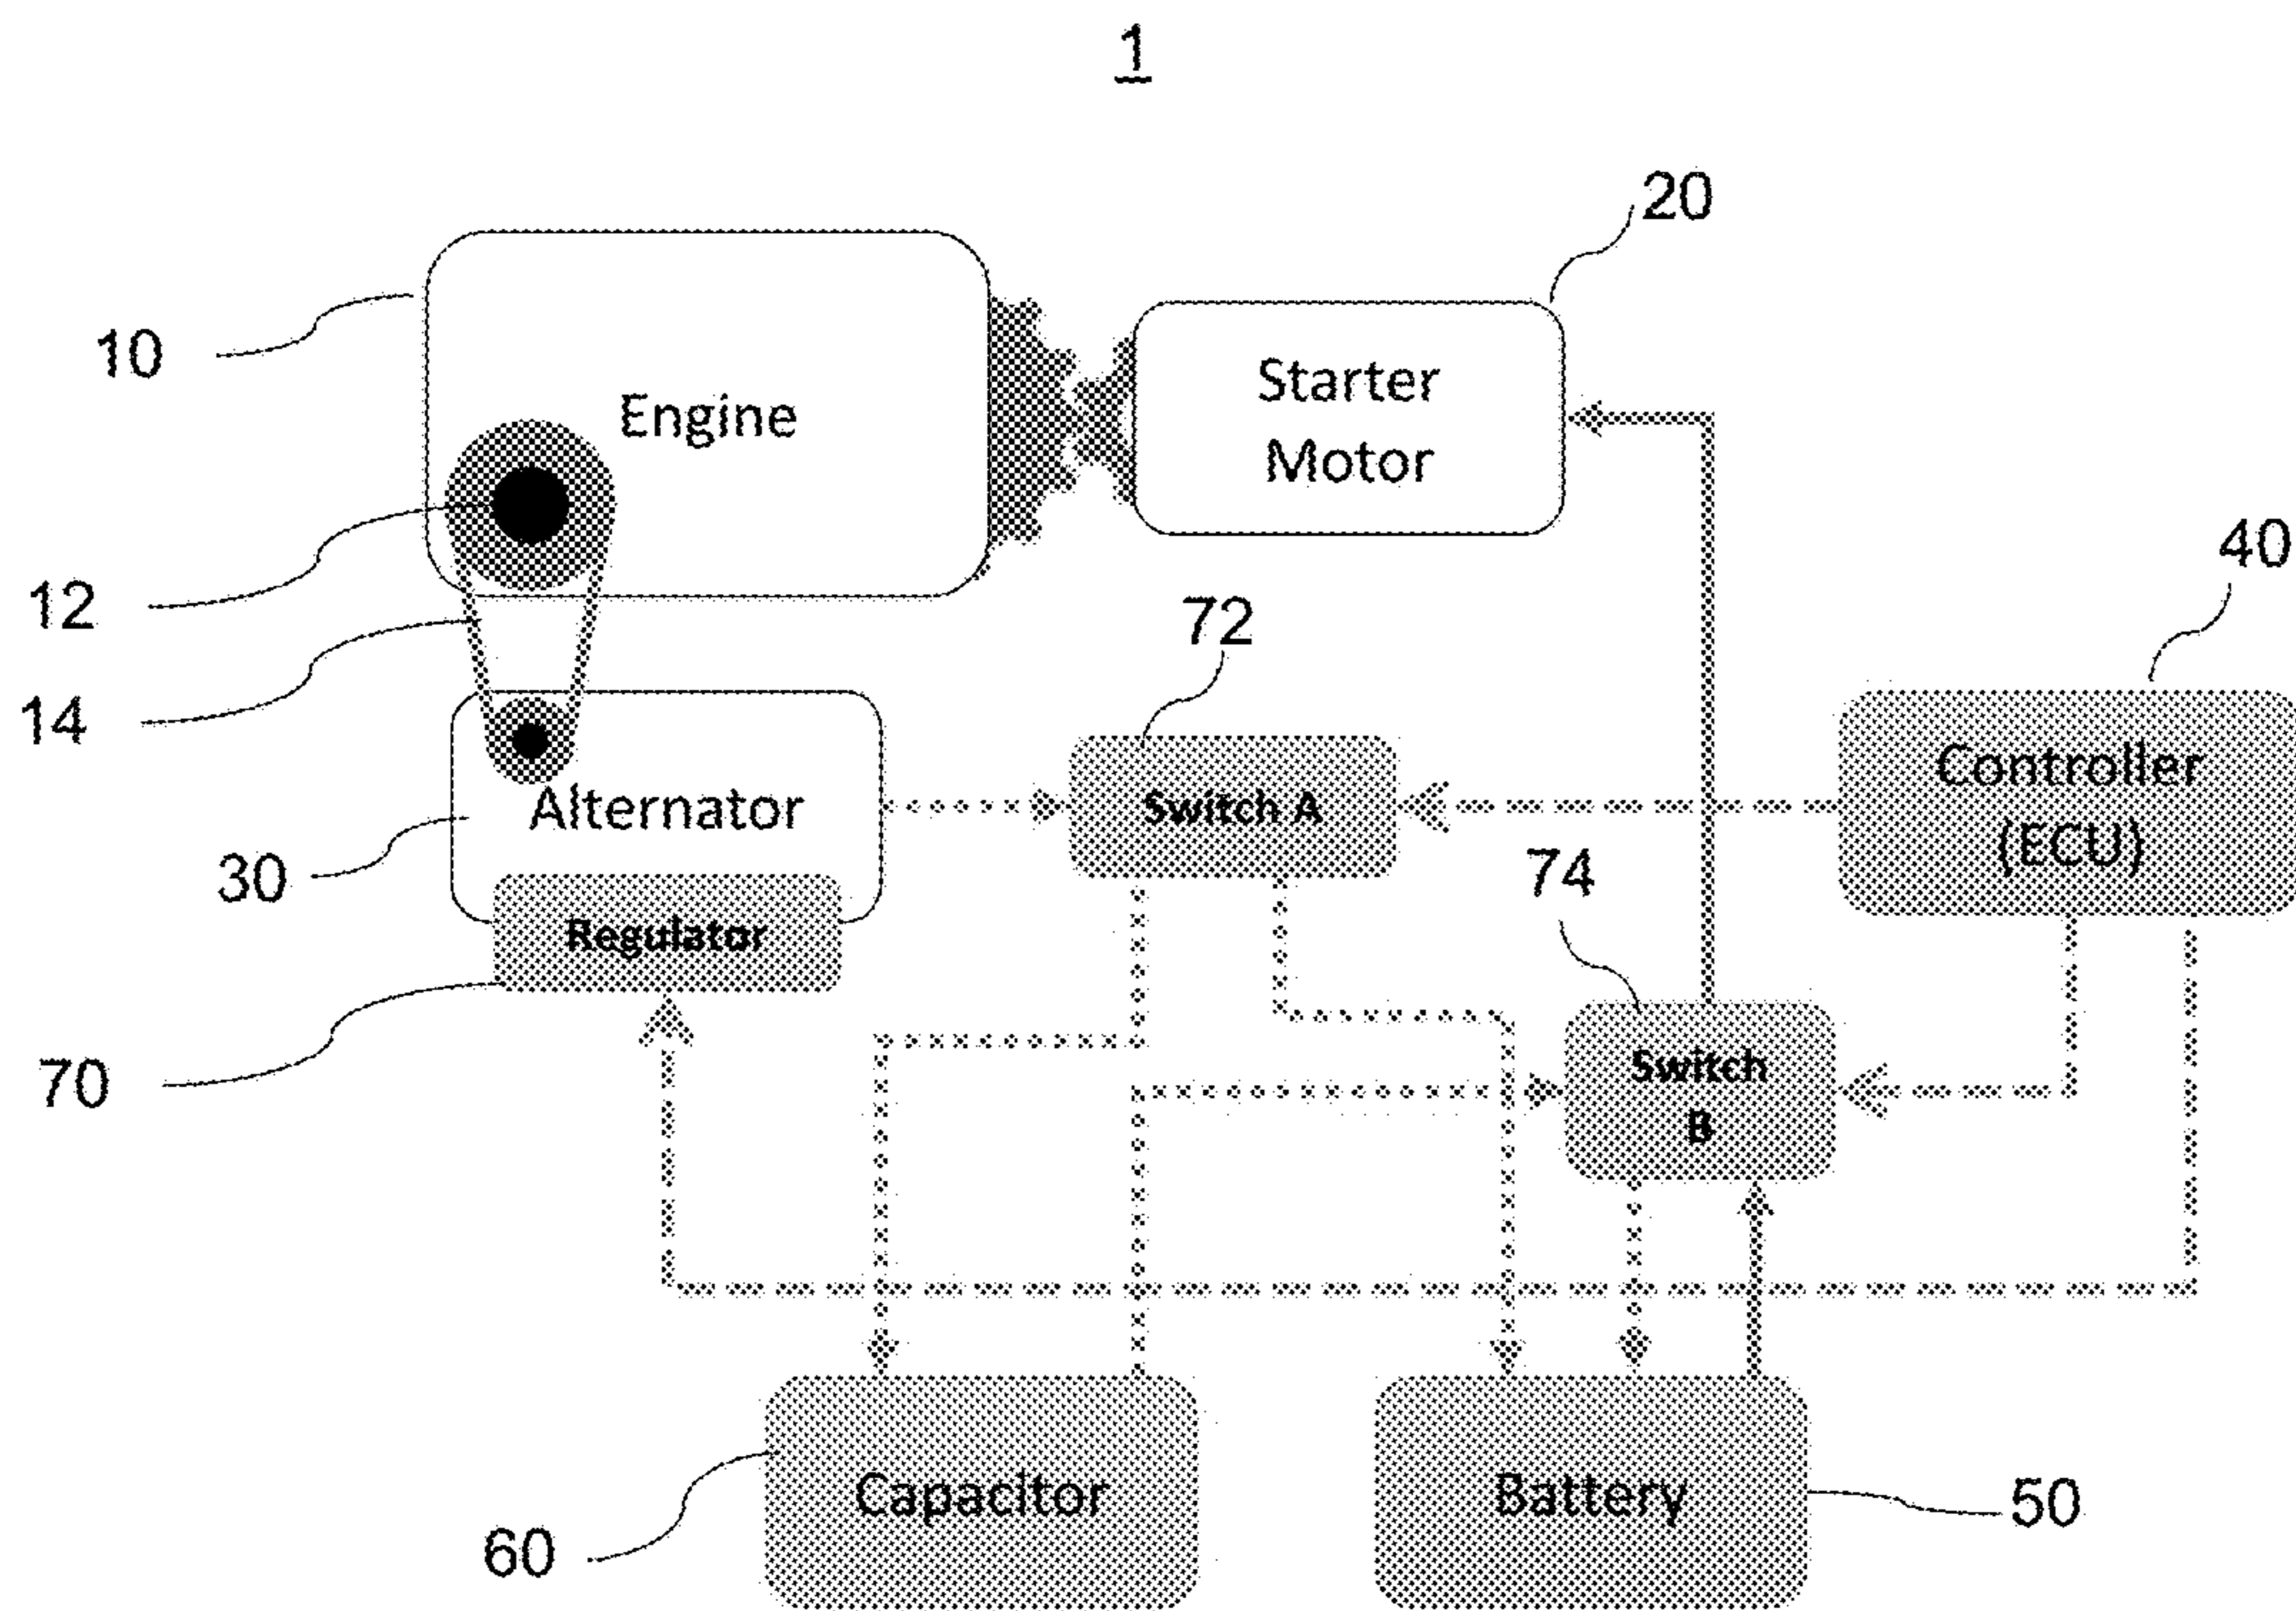 1
20
10
Starter
Motor
Engine
40
12
72
14
Controller
(ECU)
Switch A
Alternator
74
30
Regulator
Switch
B
70
Capacitor
Battery
50
60